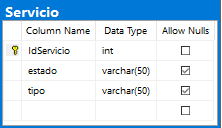 Servicio
Column Name Data Type Allow Nulls
IdServicio int
estado varchar(50)
tipo varchar(50)